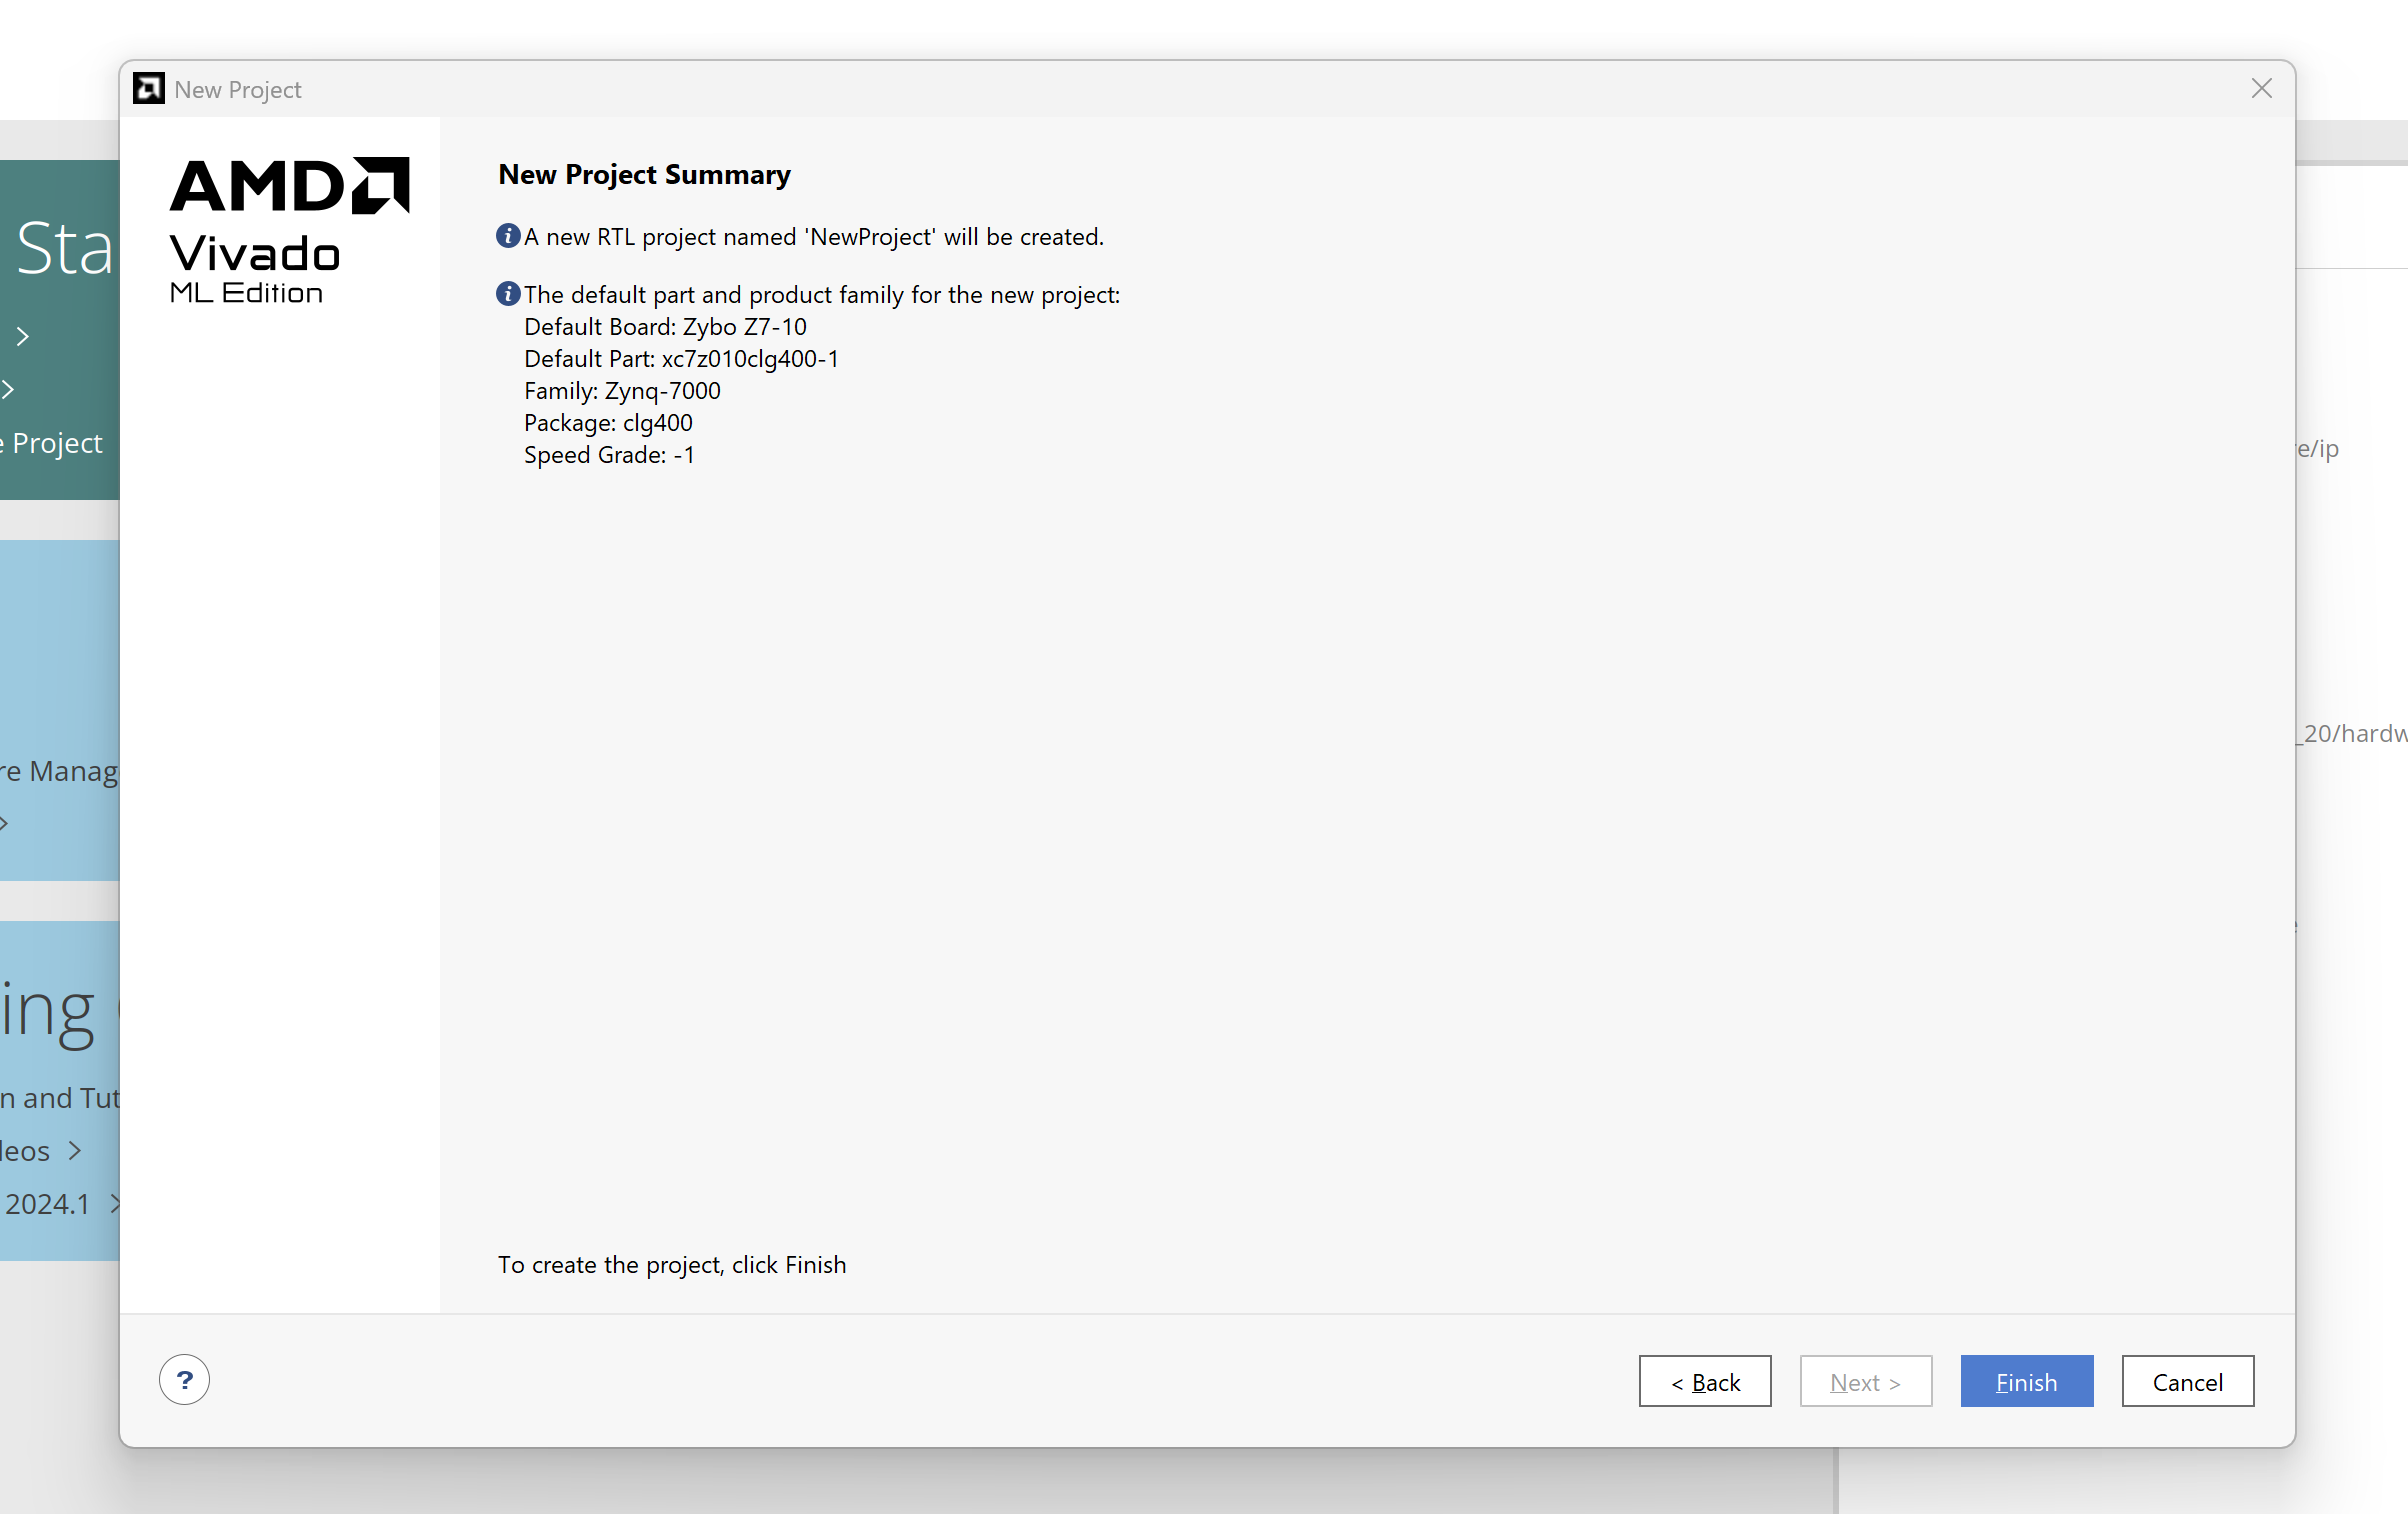 New Project
AMD
Vivado
ML Edition
New Project Summary
A new RTL project named 'NewProject' will be created.
The default part and product family for the new project:
Default Board: Zybo Z7-10
Default Part: xc7z010clg400-1
Family: Zynq-7000
Package: clg400
Speed Grade: -1
To create the project, click Finish
?
< Back
Next >
Finish
Cancel
Sta
>
>
e Project
re Manag
>
ing
n and Tut
leos >
2024.1 >
e/ip
_20/hardw